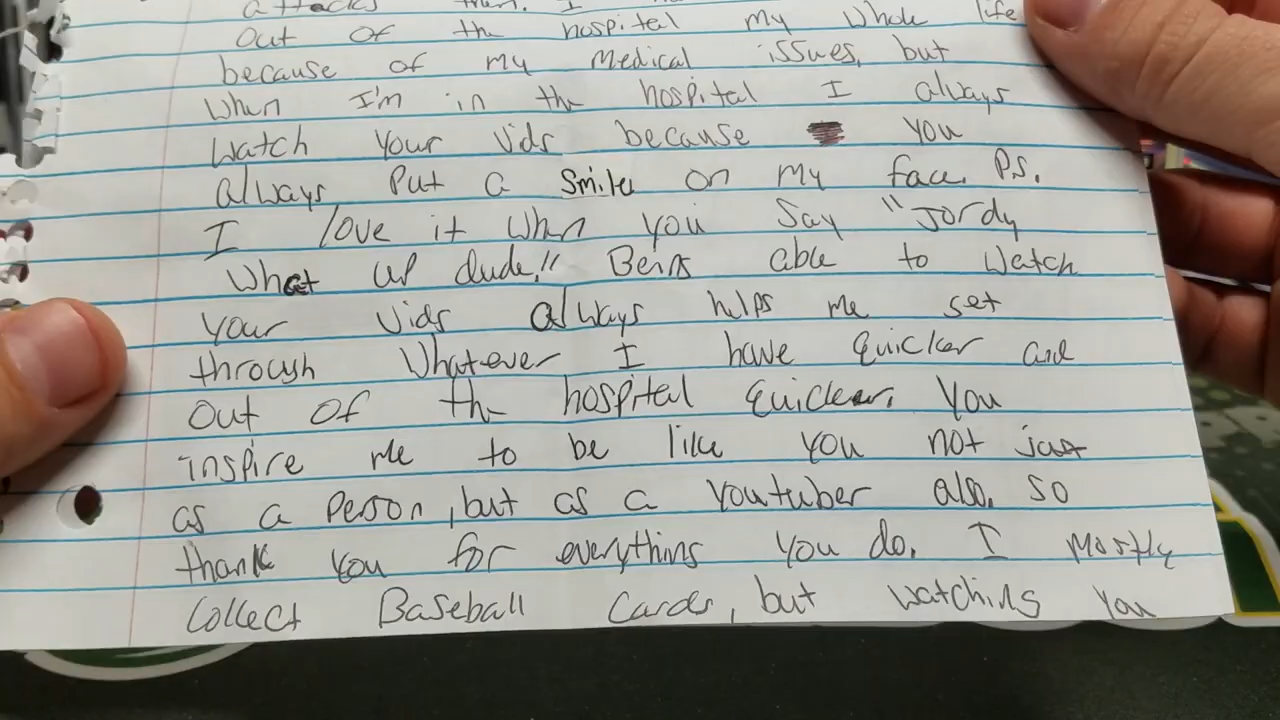 attacks then. I
out of the hospital my whole life
because of my Medical issues, but
when I'm in the hospital I always
watch your vids because you
always put a smile on my face. P.S.
I love it when you say "Jordy
What up dude!" Being able to watch
your vids always helps me get
through whatever I have quicker and
out of the hospital quicker. You
inspire me to be like you not just
as a person, but as a youtuber also. So
thank you for everything you do. I mostly
collect Baseball Cards, but watching you